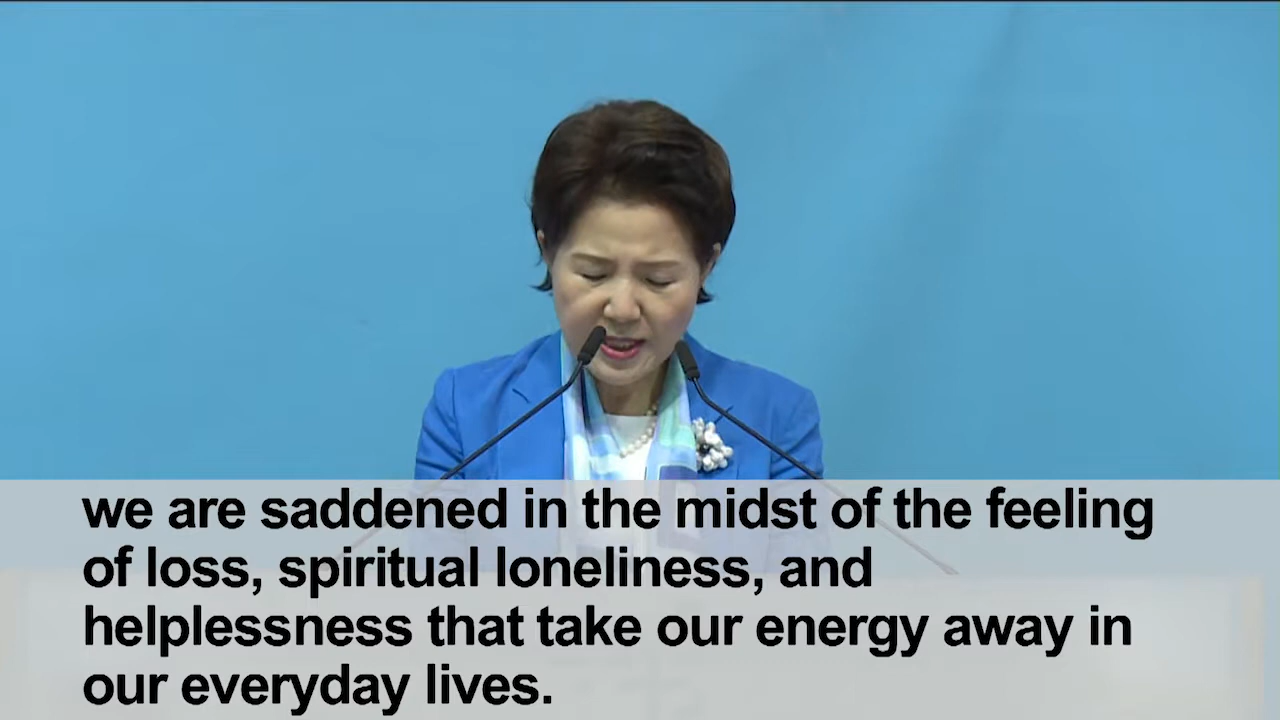 we are saddened in the midst of the feeling
of loss, spiritual loneliness, and
helplessness that take our energy away in
our everyday lives.